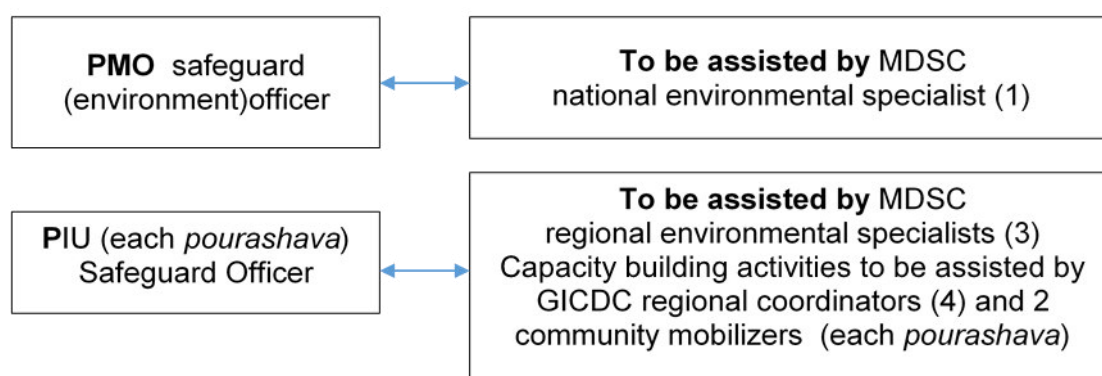 PMO safeguard
(environment)officer
To be assisted by MDSC
national environmental specialist (1)
PIU (each pourashava)
Safeguard Officer
To be assisted by MDSC
regional environmental specialists (3)
Capacity building activities to be assisted by
GICDC regional coordinators (4) and 2
community mobilizers (each pourashava)